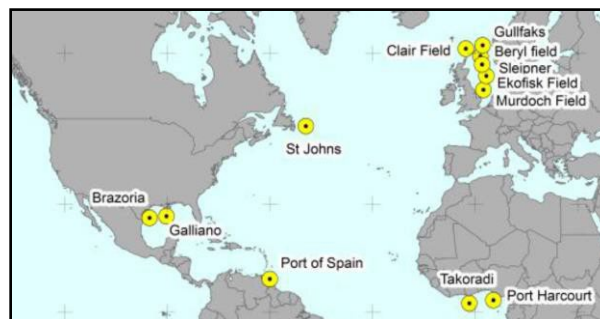 Gullfaks
Clair Field
Beryl field
Sleipner
Ekofisk Field
Murdoch Field
St Johns
Brazoria
Galliano
Port of Spain
Takoradi
Port Harcourt